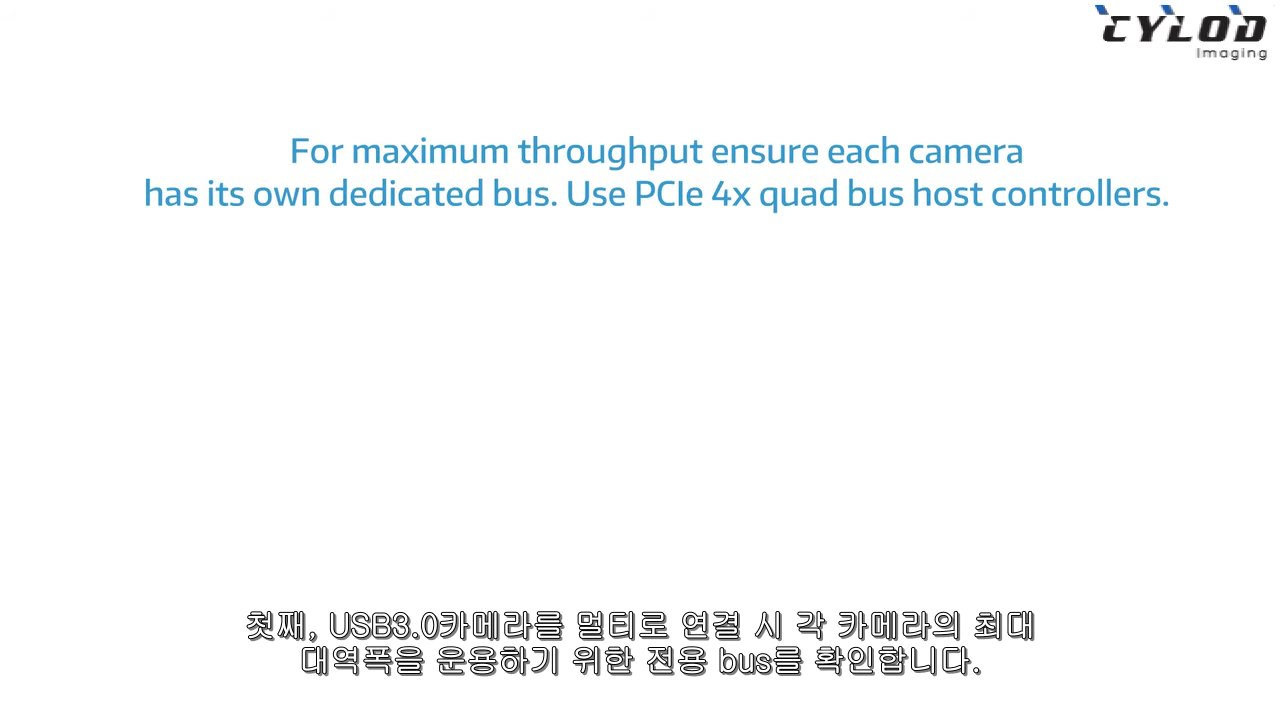 CYLOD
Imaging
For maximum throughput ensure each camera
has its own dedicated bus. Use PCIe 4x quad bus host controllers.
첫째, USB3.0카메라를 멀티로 연결 시 각 카메라의 최대
대역폭을 운용하기 위한 전용 bus를 확인합니다.